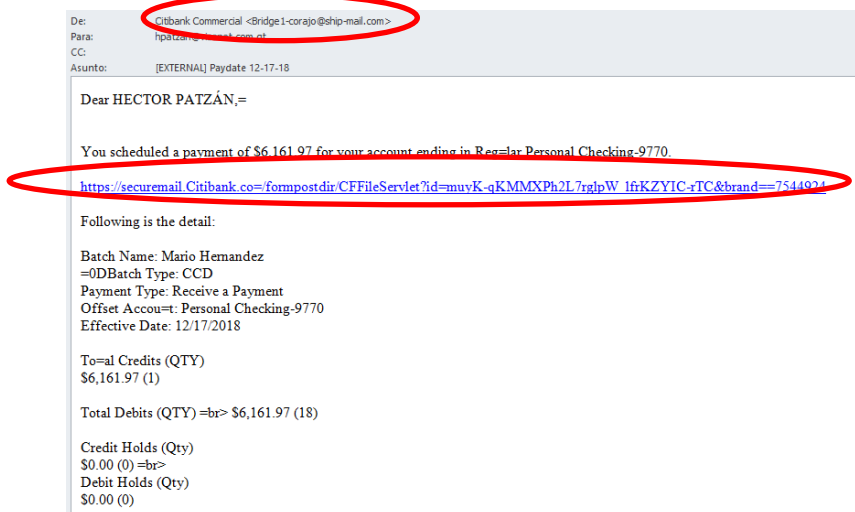 De: Citibank Commercial <Bridge1-corajo@ship-mail.com>
Para:
CC:
Asunto: [EXTERNAL] Paydate 12-17-18
Dear HECTOR PATZÁN,=
You scheduled a payment of $6,161.97 for your account ending in Reg=lar Personal Checking-9770.
https://securemail.Citibank.co=/formpostdir/CFFileServlet?id=muyK-qKMMXPh2L7rglpW_lfrKZYIC-rTC&brand==7544924
Following is the detail:
Batch Name: Mario Hernandez
=0DBatch Type: CCD
Payment Type: Receive a Payment
Offset Accou=t: Personal Checking-9770
Effective Date: 12/17/2018
To=al Credits (QTY)
$6,161.97 (1)
Total Debits (QTY) =br> $6,161.97 (18)
Credit Holds (Qty)
$0.00 (0) =br>
Debit Holds (Qty)
$0.00 (0)